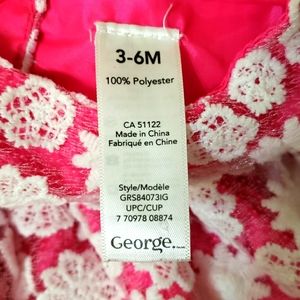 3-6M
100% Polyester
CA 51122
Made in China
Fabriqué en Chine
Style/Modèle
GRS84073IG
UPC/CUP
7 70978 08874
George.